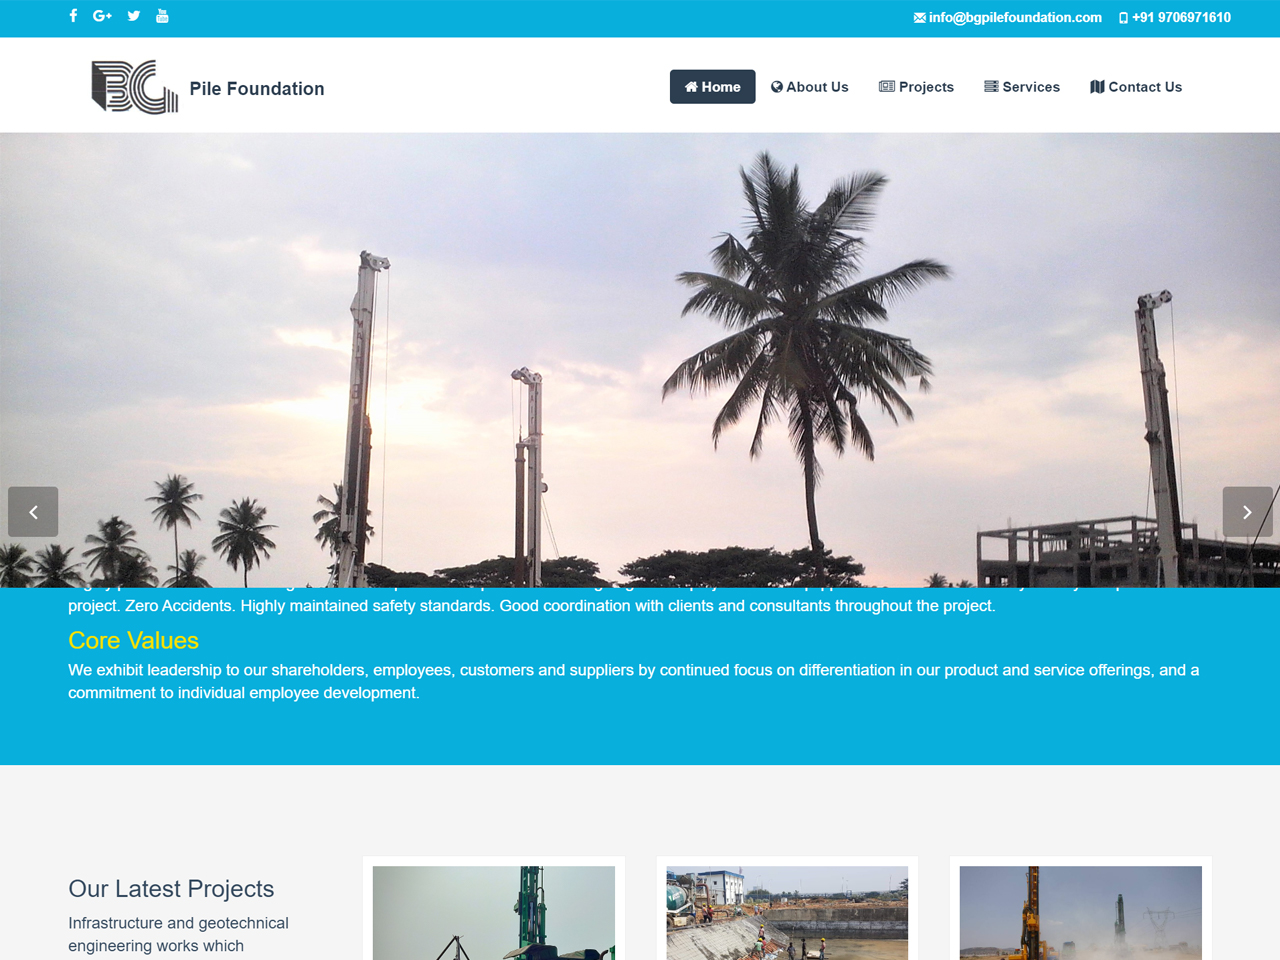 info@bgpilefoundation.com +91 9706971610
BG Pile Foundation
Home About Us Projects Services Contact Us
project. Zero Accidents. Highly maintained safety standards. Good coordination with clients and consultants throughout the project.
Core Values
We exhibit leadership to our shareholders, employees, customers and suppliers by continued focus on differentiation in our product and service offerings, and a
commitment to individual employee development.
Our Latest Projects
Infrastructure and geotechnical
engineering works which